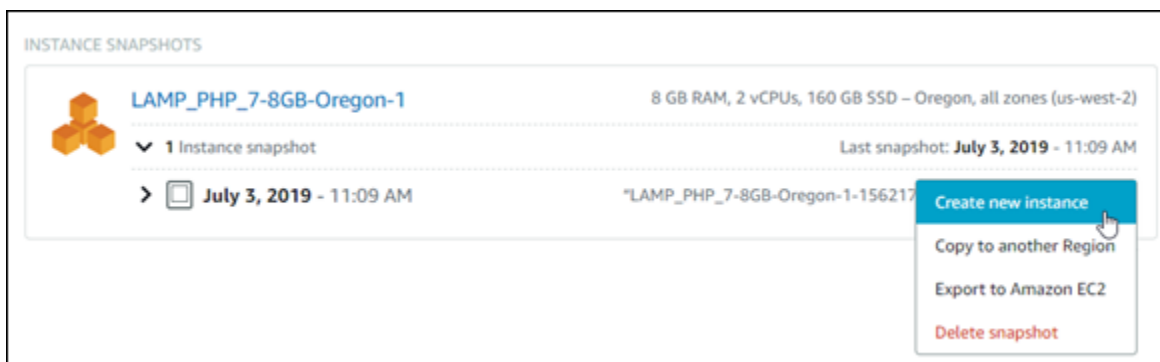 INSTANCE SNAPSHOTS
LAMP_PHP_7-8GB-Oregon-1
8 GB RAM, 2 vCPUs, 160 GB SSD – Oregon, all zones (us-west-2)
1 Instance snapshot
Last snapshot: July 3, 2019 - 11:09 AM
July 3, 2019 - 11:09 AM
"LAMP_PHP_7-8GB-Oregon-1-156217
Create new instance
Copy to another Region
Export to Amazon EC2
Delete snapshot